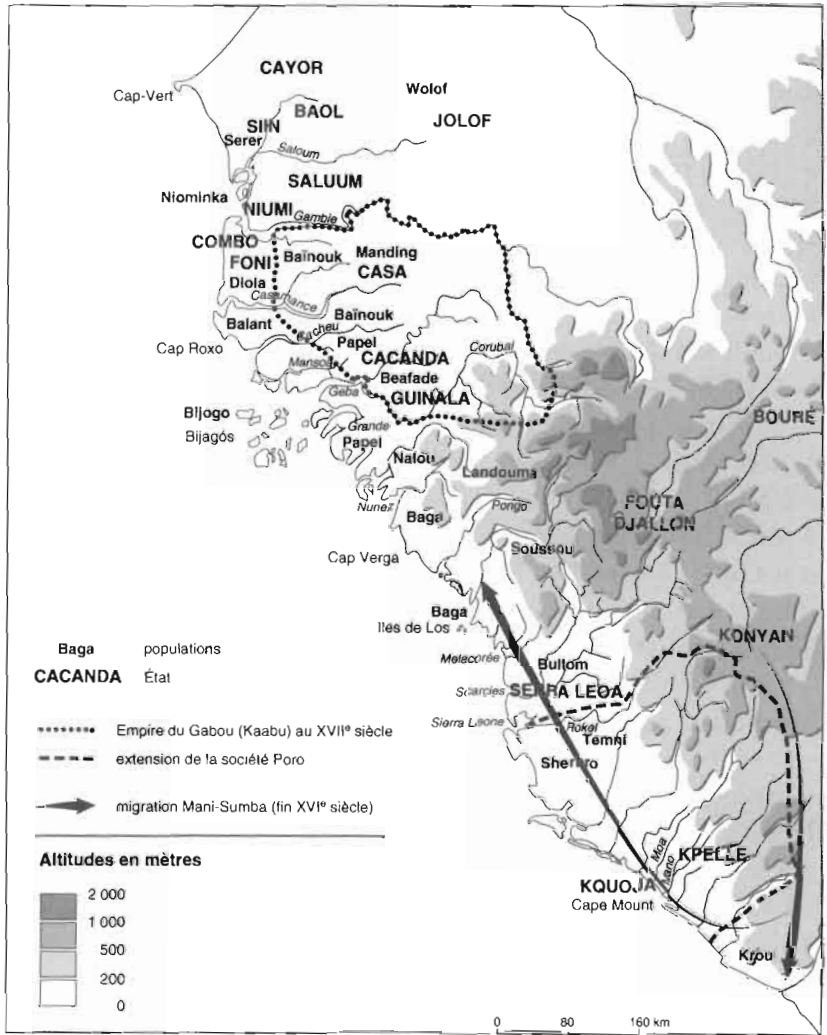 CAYOR
Cap-Vert
Wolof
BAOL
JOLOF
SIIN
Serer
Saloum
SALUUM
Niominka
NIUMI
Gambie
COMBO
FONI
Baïnouk
Manding
CASA
Diola
Casamance
Balant
Baïnouk
Cacheu
Cap Roxo
Papel
CACANDA
Corubal
Mansoa
Beafade
Geba
GUINALA
Bijogo
Bijagós
Grande
Papel
BOURÉ
Nalou
Landouma
Nunez
Pongo
FOUTA
DJALLON
Baga
Soussou
Cap Verga
Baga
Iles de Los
KONYAN
Melacorée
Bullom
Scarcies
SERRA LEOA
Sierra Leone
Rokel
Temni
Sherbro
Moa
Mano
KPELLE
KQUOJA
Cape Mount
Krou
Baga populations
CACANDA État
Empire du Gabou (Kaabu) au XVIIe siècle
extension de la société Poro
migration Mani-Sumba (fin XVIe siècle)
Altitudes en mètres
2 000
1 000
500
200
0
0 80 160 km